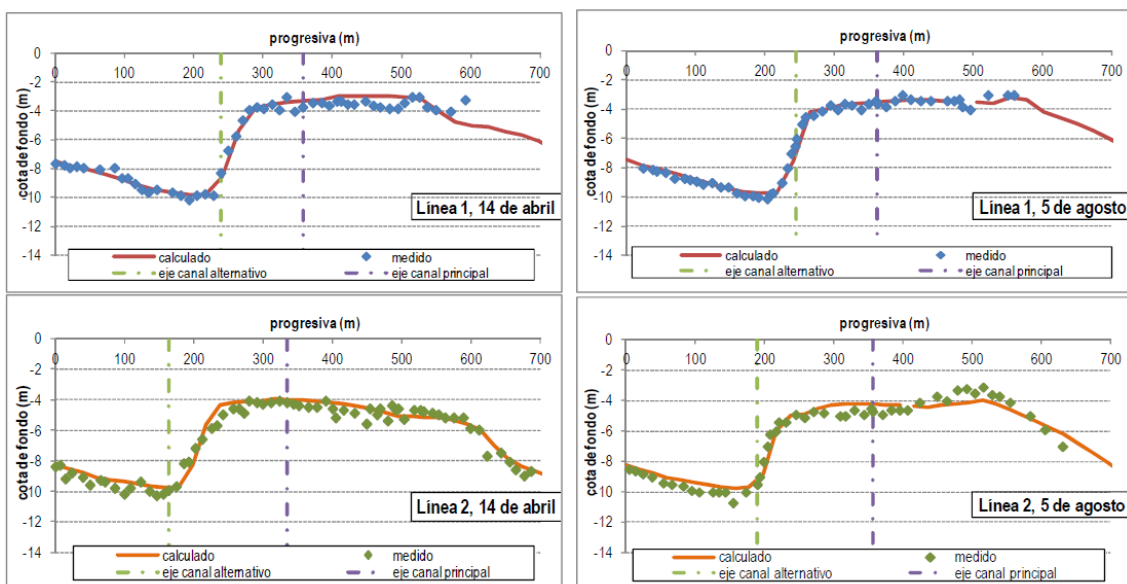 progresiva (m)
0 100 200 300 400 500 600 700
0
-2
-4
-6
-8
-10
-12
-14
cota de fondo (m)
Línea 1, 14 de abril
calculado
medido
eje canal alternativo
eje canal principal
progresiva (m)
0 100 200 300 400 500 600 700
0
-2
-4
-6
-8
-10
-12
-14
cota de fondo (m)
Línea 1, 5 de agosto
calculado
medido
eje canal alternativo
eje canal principal
progresiva (m)
0 100 200 300 400 500 600 700
0
-2
-4
-6
-8
-10
-12
-14
cota de fondo (m)
Línea 2, 14 de abril
calculado
medido
eje canal alternativo
eje canal principal
progresiva (m)
0 100 200 300 400 500 600 700
0
-2
-4
-6
-8
-10
-12
-14
cota de fondo (m)
Línea 2, 5 de agosto
calculado
medido
eje canal alternativo
eje canal principal